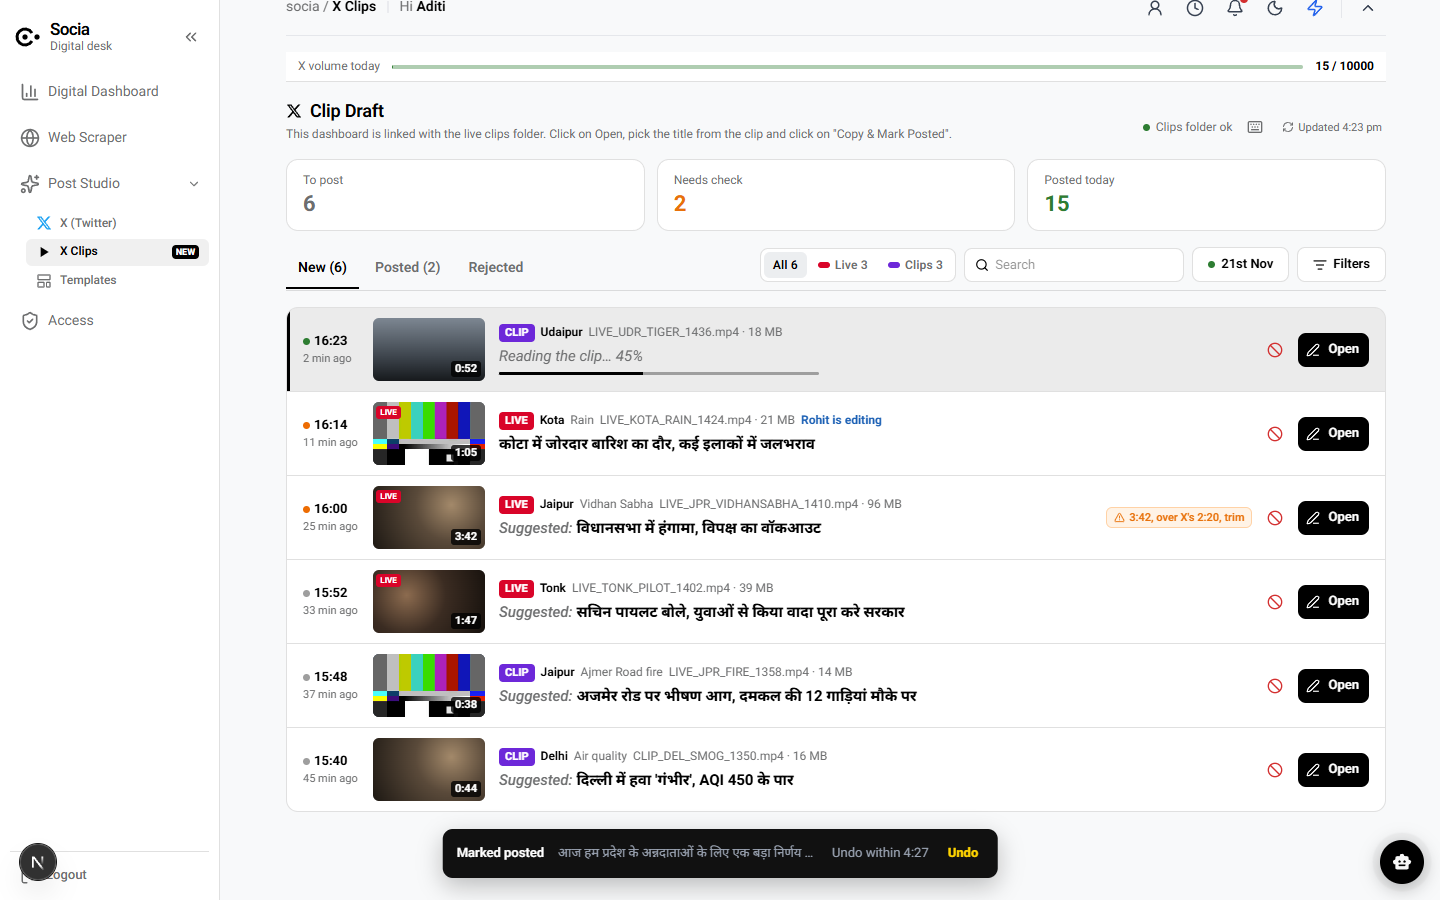 Socia
Digital desk
Digital Dashboard
Web Scraper
Post Studio
X (Twitter)
X Clips NEW
Templates
Access
N
ogout
socia / X Clips Hi Aditi
X volume today 15 / 10000
Clip Draft
This dashboard is linked with the live clips folder. Click on Open, pick the title from the clip and click on "Copy & Mark Posted".
Clips folder ok Updated 4:23 pm
To post
6
Needs check
2
Posted today
15
New (6) Posted (2) Rejected All 6 Live 3 Clips 3 Search 21st Nov Filters
16:23
2 min ago
0:52
CLIP Udaipur LIVE_UDR_TIGER_1436.mp4 · 18 MB
Reading the clip... 45%
Open
16:14
11 min ago
LIVE
1:05
LIVE Kota Rain LIVE_KOTA_RAIN_1424.mp4 · 21 MB Rohit is editing
कोटा में जोरदार बारिश का दौर, कई इलाकों में जलभराव
Open
16:00
25 min ago
LIVE
3:42
LIVE Jaipur Vidhan Sabha LIVE_JPR_VIDHANSABHA_1410.mp4 · 96 MB
Suggested: विधानसभा में हंगामा, विपक्ष का वॉकआउट
3:42, over X's 2:20, trim
Open
15:52
33 min ago
LIVE
1:47
LIVE Tonk LIVE_TONK_PILOT_1402.mp4 · 39 MB
Suggested: सचिन पायलट बोले, युवाओं से किया वादा पूरा करे सरकार
Open
15:48
37 min ago
0:38
CLIP Jaipur Ajmer Road fire LIVE_JPR_FIRE_1358.mp4 · 14 MB
Suggested: अजमेर रोड पर भीषण आग, दमकल की 12 गाड़ियां मौके पर
Open
15:40
45 min ago
0:44
CLIP Delhi Air quality CLIP_DEL_SMOG_1350.mp4 · 16 MB
Suggested: दिल्ली में हवा 'गंभीर', AQI 450 के पार
Open
Marked posted आज हम प्रदेश के अन्नदाताओं के लिए एक बड़ा निर्णय ... Undo within 4:27 Undo